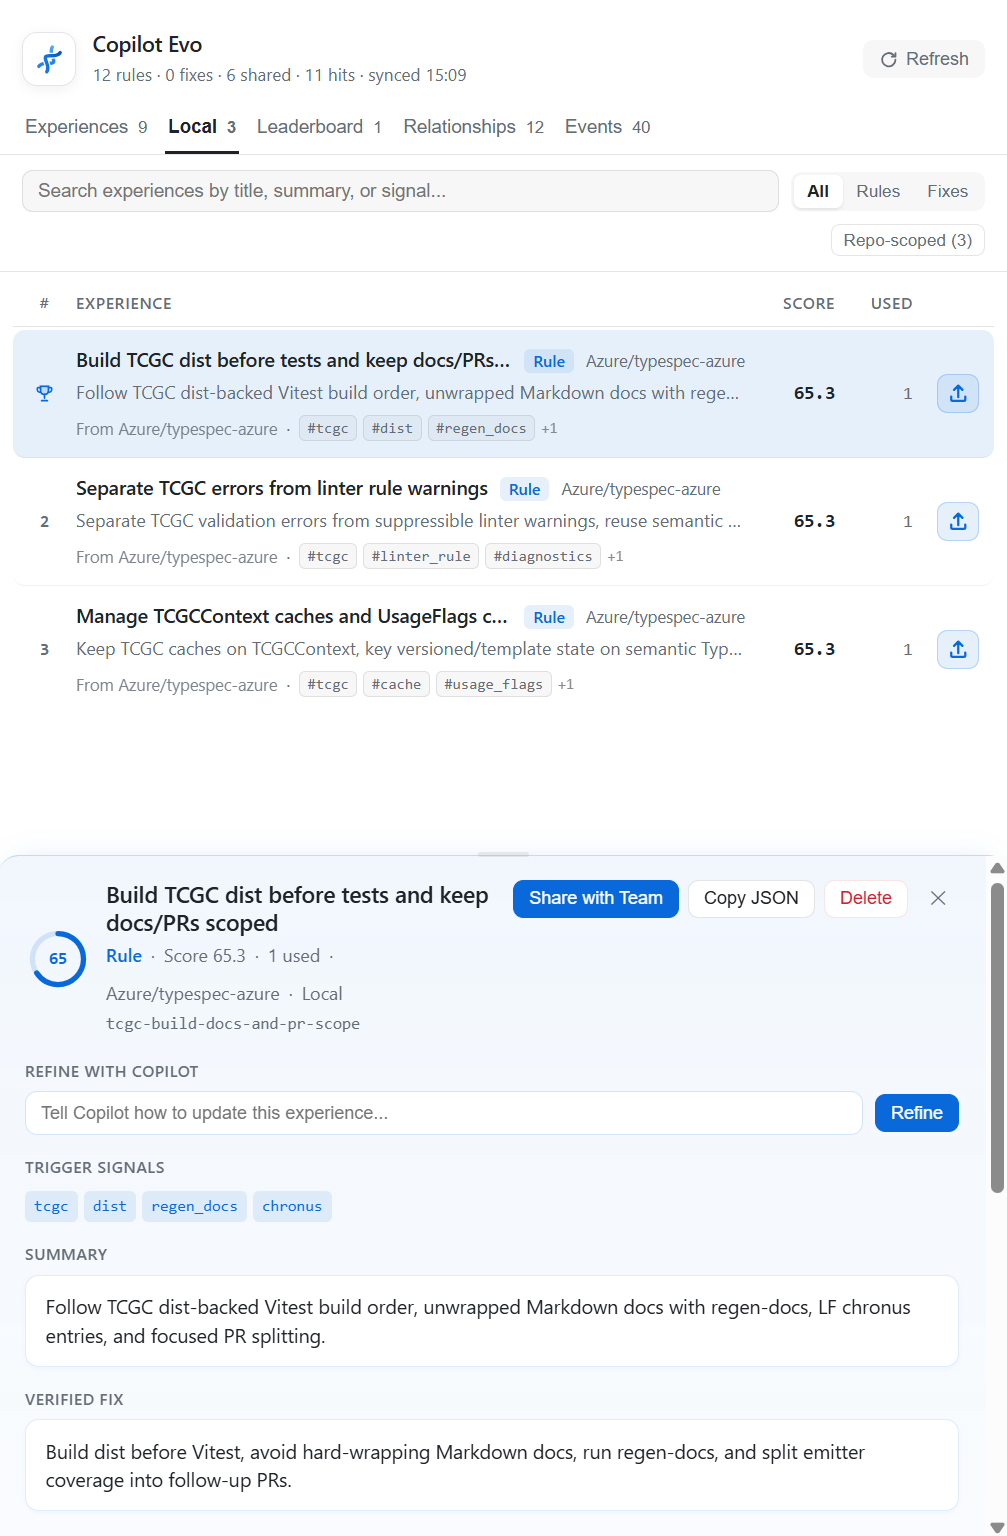 Copilot Evo
12 rules · 0 fixes · 6 shared · 11 hits · synced 15:09
Refresh
Experiences 9 Local 3 Leaderboard 1 Relationships 12 Events 40
Search experiences by title, summary, or signal...
All Rules Fixes
Repo-scoped (3)
# EXPERIENCE SCORE USED
Build TCGC dist before tests and keep docs/PRs... Rule Azure/typespec-azure
Follow TCGC dist-backed Vitest build order, unwrapped Markdown docs with rege... 65.3 1
From Azure/typespec-azure · #tcgc #dist #regen_docs +1
Separate TCGC errors from linter rule warnings Rule Azure/typespec-azure
2 Separate TCGC validation errors from suppressible linter warnings, reuse semantic ... 65.3 1
From Azure/typespec-azure · #tcgc #linter_rule #diagnostics +1
Manage TCGCContext caches and UsageFlags c... Rule Azure/typespec-azure
3 Keep TCGC caches on TCGCContext, key versioned/template state on semantic Typ... 65.3 1
From Azure/typespec-azure · #tcgc #cache #usage_flags +1
Build TCGC dist before tests and keep
docs/PRs scoped
Share with Team Copy JSON Delete
65
Rule · Score 65.3 · 1 used ·
Azure/typespec-azure · Local
tcgc-build-docs-and-pr-scope
REFINE WITH COPILOT
Tell Copilot how to update this experience...
Refine
TRIGGER SIGNALS
tcgc dist regen_docs chronus
SUMMARY
Follow TCGC dist-backed Vitest build order, unwrapped Markdown docs with regen-docs, LF chronus
entries, and focused PR splitting.
VERIFIED FIX
Build dist before Vitest, avoid hard-wrapping Markdown docs, run regen-docs, and split emitter
coverage into follow-up PRs.